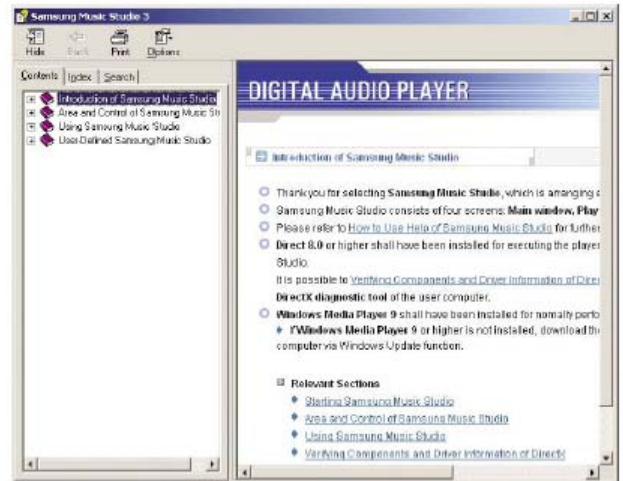 Samsung Music Studio 3
Hide Back Print Options
Contents Index Search
Introduction of Samsung Music Studio
Area and Control of Samsung Music St
Using Samsung Music Studio
User-Defined Samsung Music Studio
DIGITAL AUDIO PLAYER
Introduction of Samsung Music Studio
Thank you for selecting Samsung Music Studio, which is arranging a
Samsung Music Studio consists of four screens: Main window, Play
Please refer to How to Use Help of Samsung Music Studio for further
Direct 8.0 or higher shall have been installed for executing the player
Studio.
It is possible to Verifying Components and Driver Information of Direc
DirectX diagnostic tool of the user computer.
Windows Media Player 9 shall have been installed for nomally perfo
If Windows Media Player 9 or higher is not installed, download the
computer via Windows Update function.
Relevant Sections
Starting Samsung Music Studio
Area and Control of Samsung Music Studio
Using Samsung Music Studio
Verifying Components and Driver Information of DirectX